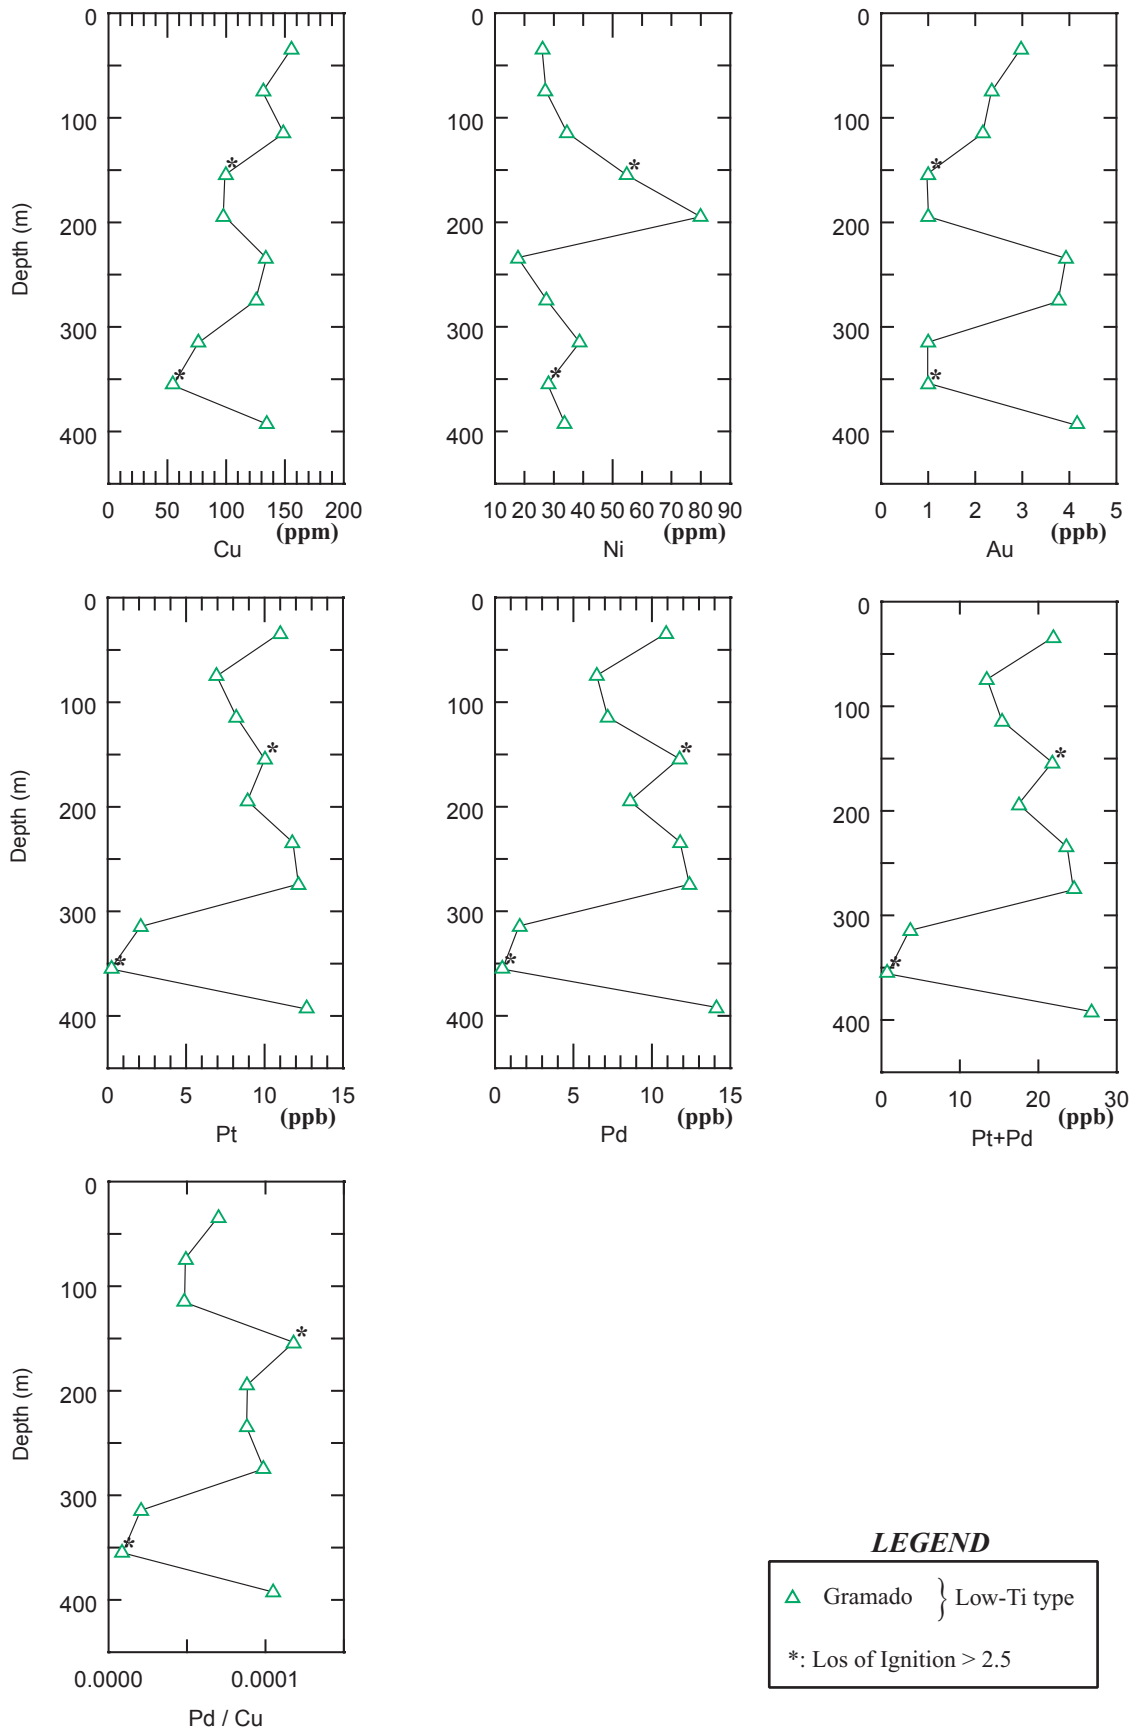 0
100
200
300
400
Depth (m)
0 50 100 150 200
(ppm)
Cu
*
*
0
100
200
300
400
10 20 30 40 50 60 70 80 90
(ppm)
Ni
*
*
0
100
200
300
400
0 1 2 3 4 5
(ppb)
Au
*
*
0
100
200
300
400
Depth (m)
0 5 10 15
(ppb)
Pt
*
*
0
100
200
300
400
0 5 10 15
(ppb)
Pd
*
*
0
100
200
300
400
0 10 20 30
(ppb)
Pt+Pd
*
*
0
100
200
300
400
Depth (m)
0.0000 0.0001
Pd / Cu
*
*
LEGEND
Gramado } Low-Ti type
*: Los of Ignition > 2.5